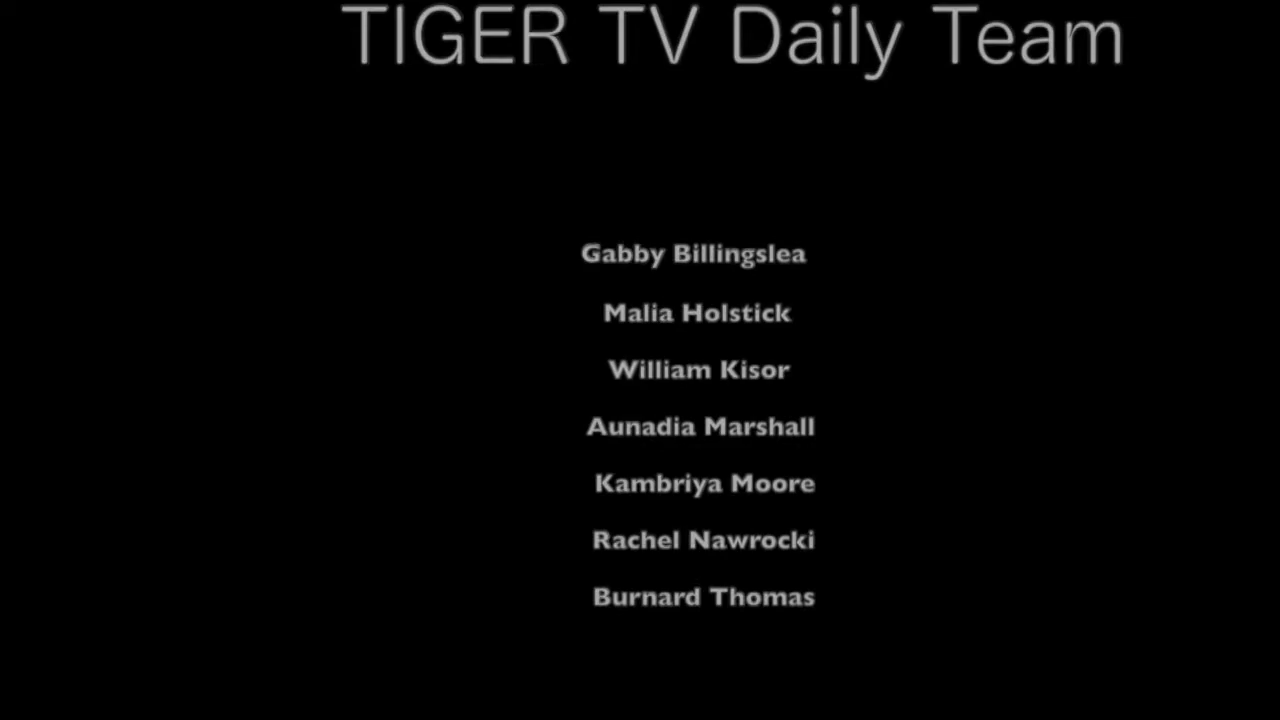 TIGER TV Daily Team
Gabby Billingslea
Malia Holstick
William Kisor
Aunadia Marshall
Kambriya Moore
Rachel Nawrocki
Burnard Thomas